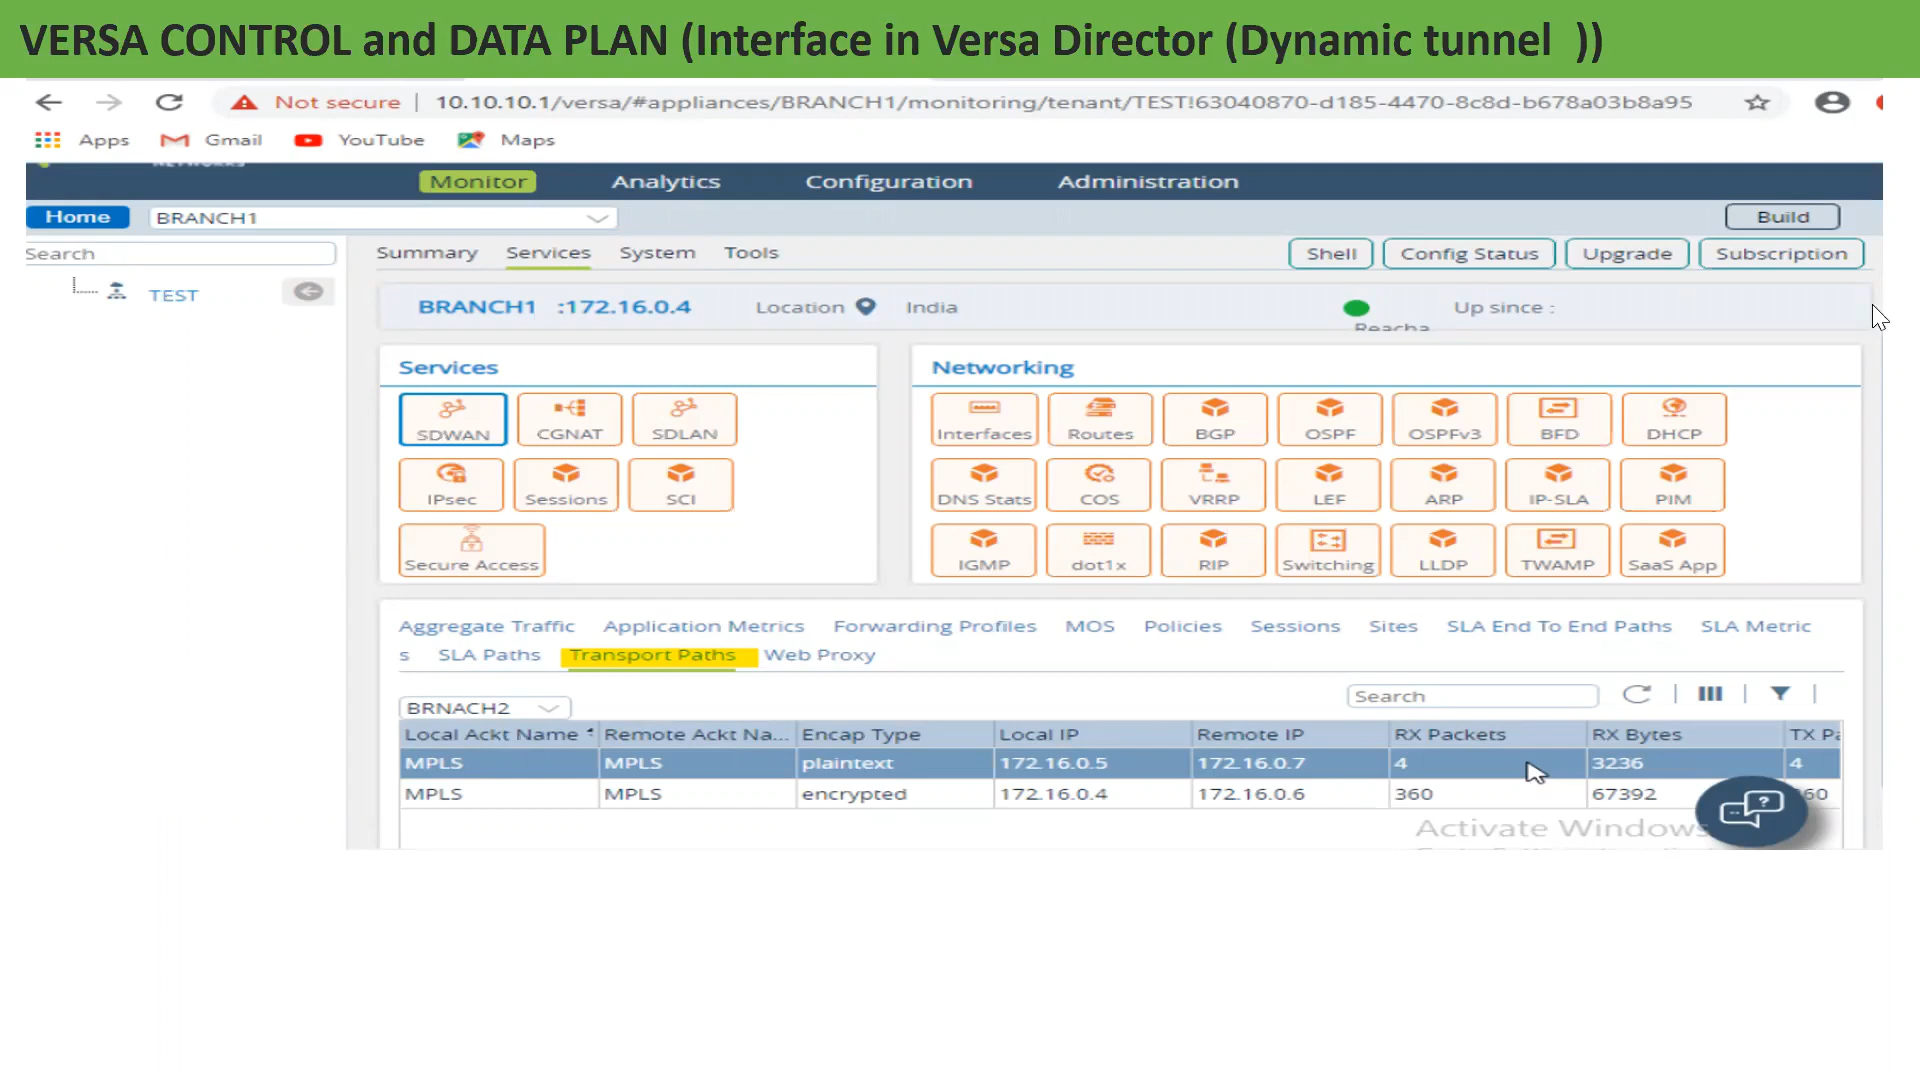 VERSA CONTROL and DATA PLAN (Interface in Versa Director (Dynamic tunnel ))
Not secure | 10.10.10.1/versa/#appliances/BRANCH1/monitoring/tenant/TEST!63040870-d185-4470-8c8d-b678a03b8a95
Apps Gmail YouTube Maps
Monitor Analytics Configuration Administration
Home BRANCH1 Build
Search Summary Services System Tools Shell Config Status Upgrade Subscription
TEST
BRANCH1 :172.16.0.4 Location India Up since :
Reacha
Services
SDWAN CGNAT SDLAN
IPsec Sessions SCI
Secure Access
Networking
Interfaces Routes BGP OSPF OSPFv3 BFD DHCP
DNS Stats COS VRRP LEF ARP IP-SLA PIM
IGMP dot1x RIP Switching LLDP TWAMP SaaS App
Aggregate Traffic Application Metrics Forwarding Profiles MOS Policies Sessions Sites SLA End To End Paths SLA Metric
s SLA Paths Transport Paths Web Proxy
BRNACH2 Search
Local Ackt Name Remote Ackt Na... Encap Type Local IP Remote IP RX Packets RX Bytes TX Pa
MPLS MPLS plaintext 172.16.0.5 172.16.0.7 4 3236 4
MPLS MPLS encrypted 172.16.0.4 172.16.0.6 360 67392 60
Activate Windows